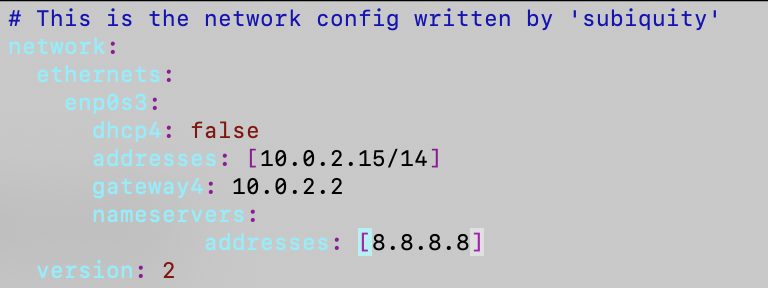 # This is the network config written by 'subiquity'
network:
  ethernets:
    enp0s3:
      dhcp4: false
      addresses: [10.0.2.15/14]
      gateway4: 10.0.2.2
      nameservers:
              addresses: [8.8.8.8]
  version: 2